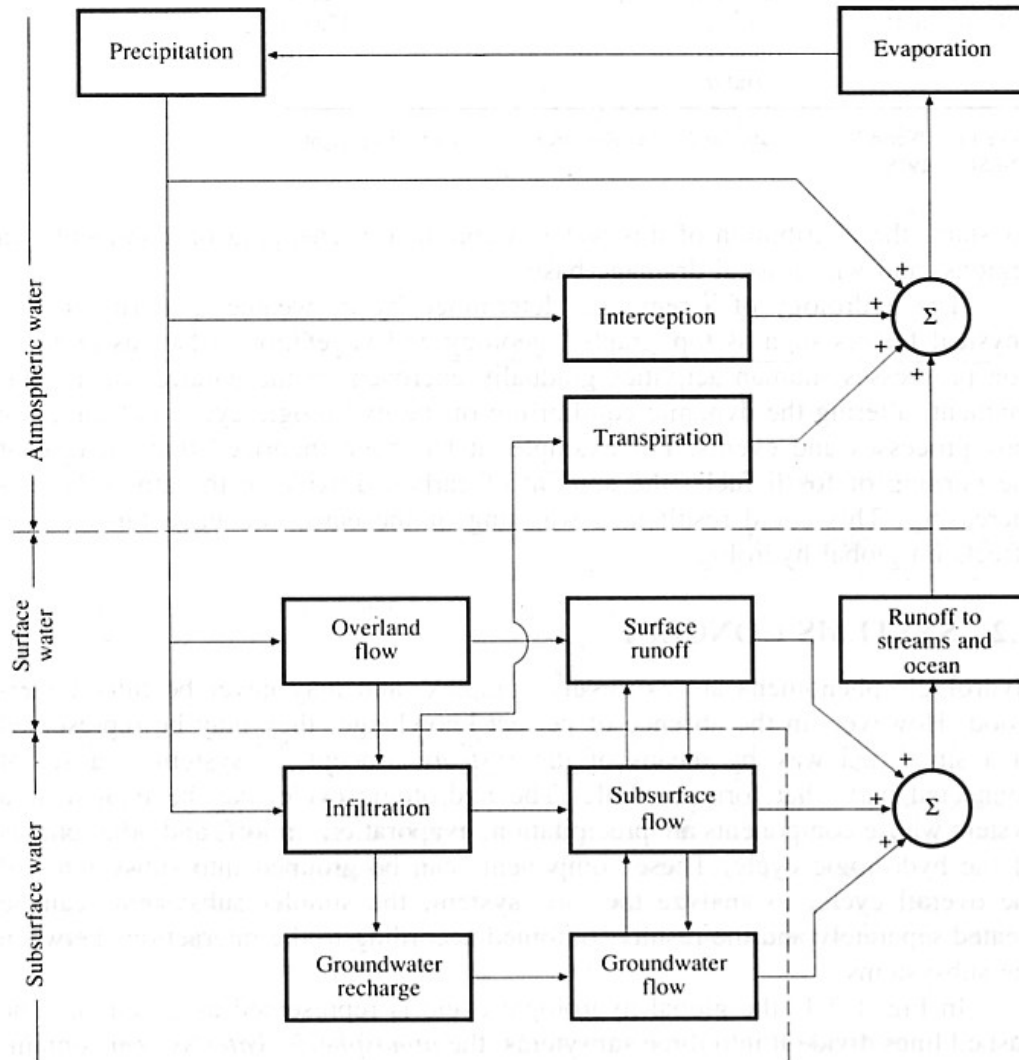 Precipitation
Evaporation
Atmospheric water
+
+
Σ
Interception
+
+
Transpiration
Surface
water
Overland
flow
Surface
runoff
Runoff to
streams and
ocean
+
Subsurface water
Infiltration
Subsurface
flow
+
Σ
+
Groundwater
recharge
Groundwater
flow